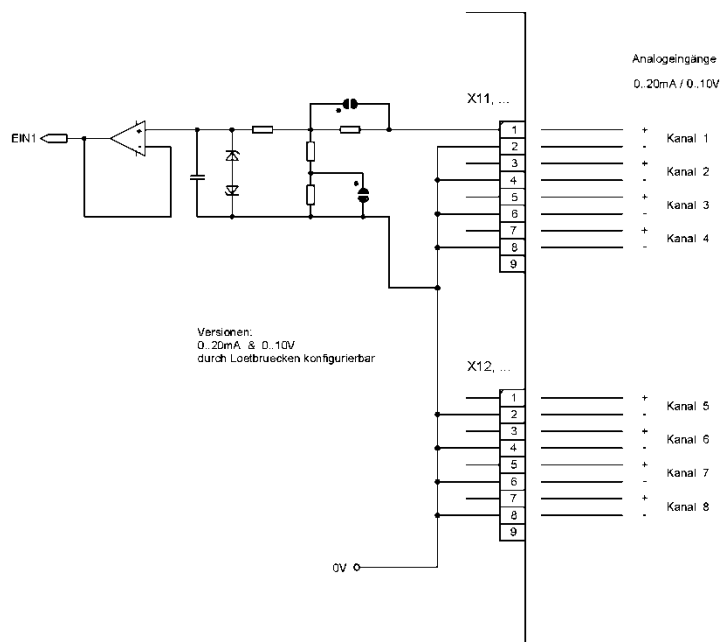 Analogeingänge
0..20mA / 0..10V
X11, ...
EIN1
1 + Kanal 1
2 -
3 + Kanal 2
4 -
5 + Kanal 3
6 -
7 + Kanal 4
8 -
9
Versionen:
0..20mA & 0..10V
durch Loetbruecken konfigurierbar
X12, ...
1 + Kanal 5
2 -
3 + Kanal 6
4 -
5 + Kanal 7
6 -
7 + Kanal 8
8 -
9
0V